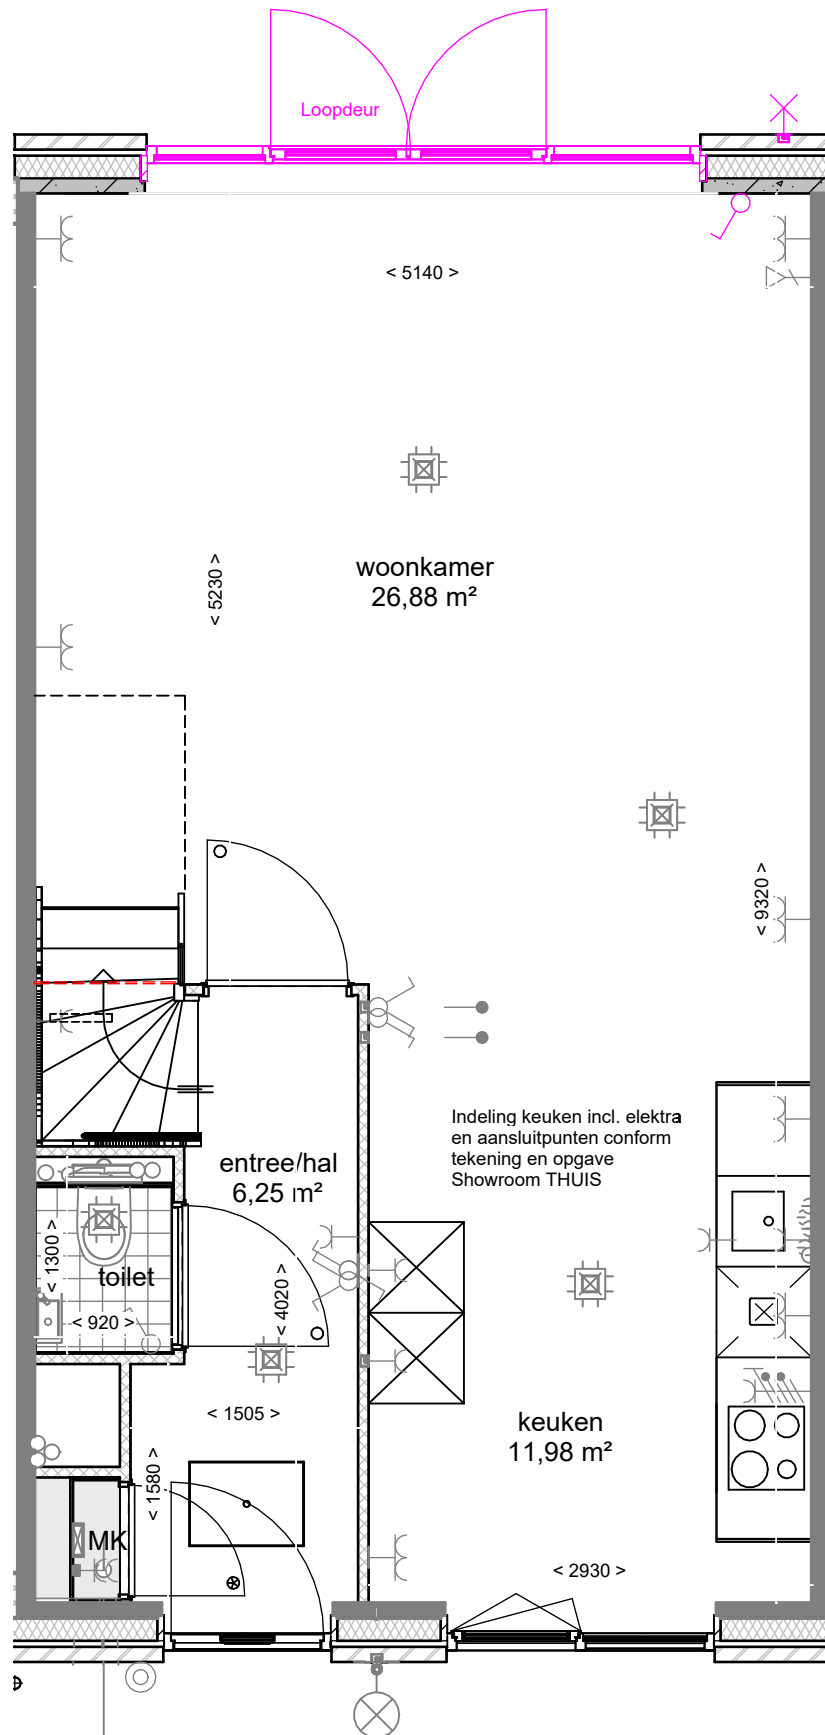 Loopdeur
< 5140 >
< 5230 >
woonkamer
26,88 m²
< 9320 >
Indeling keuken incl. elektra
en aansluitpunten conform
tekening en opgave
Showroom THUIS
entree/hal
6,25 m²
< 1300 >
toilet
< 920 >
< 4020 >
< 1505 >
keuken
11,98 m²
< 1580 >
MK
< 2930 >